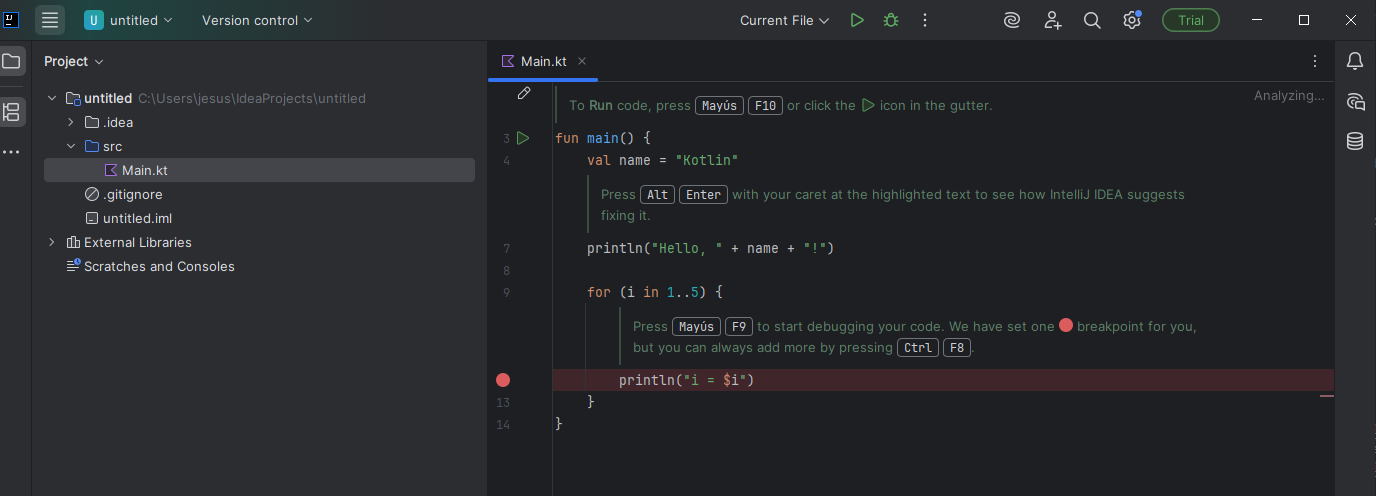 U untitled Version control Current File Trial
Project
Main.kt
untitled C:\Users\jesus\IdeaProjects\untitled
.idea
src
Main.kt
.gitignore
untitled.iml
External Libraries
Scratches and Consoles
Analyzing...
To Run code, press Mayús F10 or click the icon in the gutter.
3 fun main() {
4 val name = "Kotlin"
Press Alt Enter with your caret at the highlighted text to see how IntelliJ IDEA suggests
fixing it.
7 println("Hello, " + name + "!")
8
9 for (i in 1..5) {
Press Mayús F9 to start debugging your code. We have set one breakpoint for you,
but you can always add more by pressing Ctrl F8.
println("i = $i")
13 }
14 }